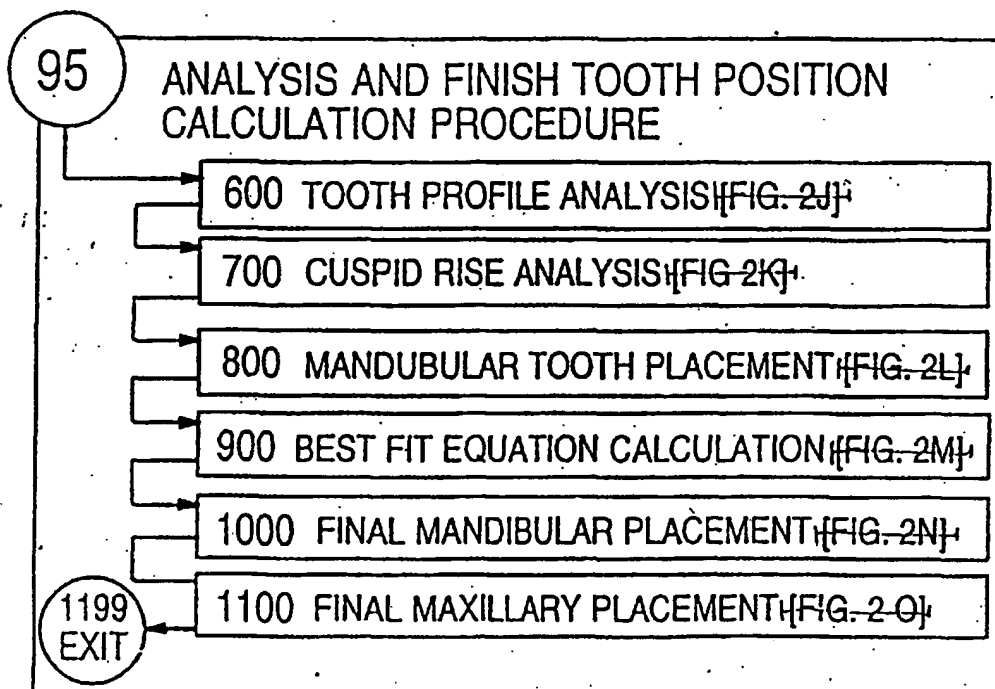 95
ANALYSIS AND FINISH TOOTH POSITION
CALCULATION PROCEDURE
600 TOOTH PROFILE ANALYSIS [FIG. 2J]
700 CUSPID RISE ANALYSIS [FIG 2K]
800 MANDUBULAR TOOTH PLACEMENT [FIG. 2L]
900 BEST FIT EQUATION CALCULATION [FIG. 2M]
1000 FINAL MANDIBULAR PLACEMENT [FIG. 2N]
1100 FINAL MAXILLARY PLACEMENT [FIG. 2-O]
1199
EXIT